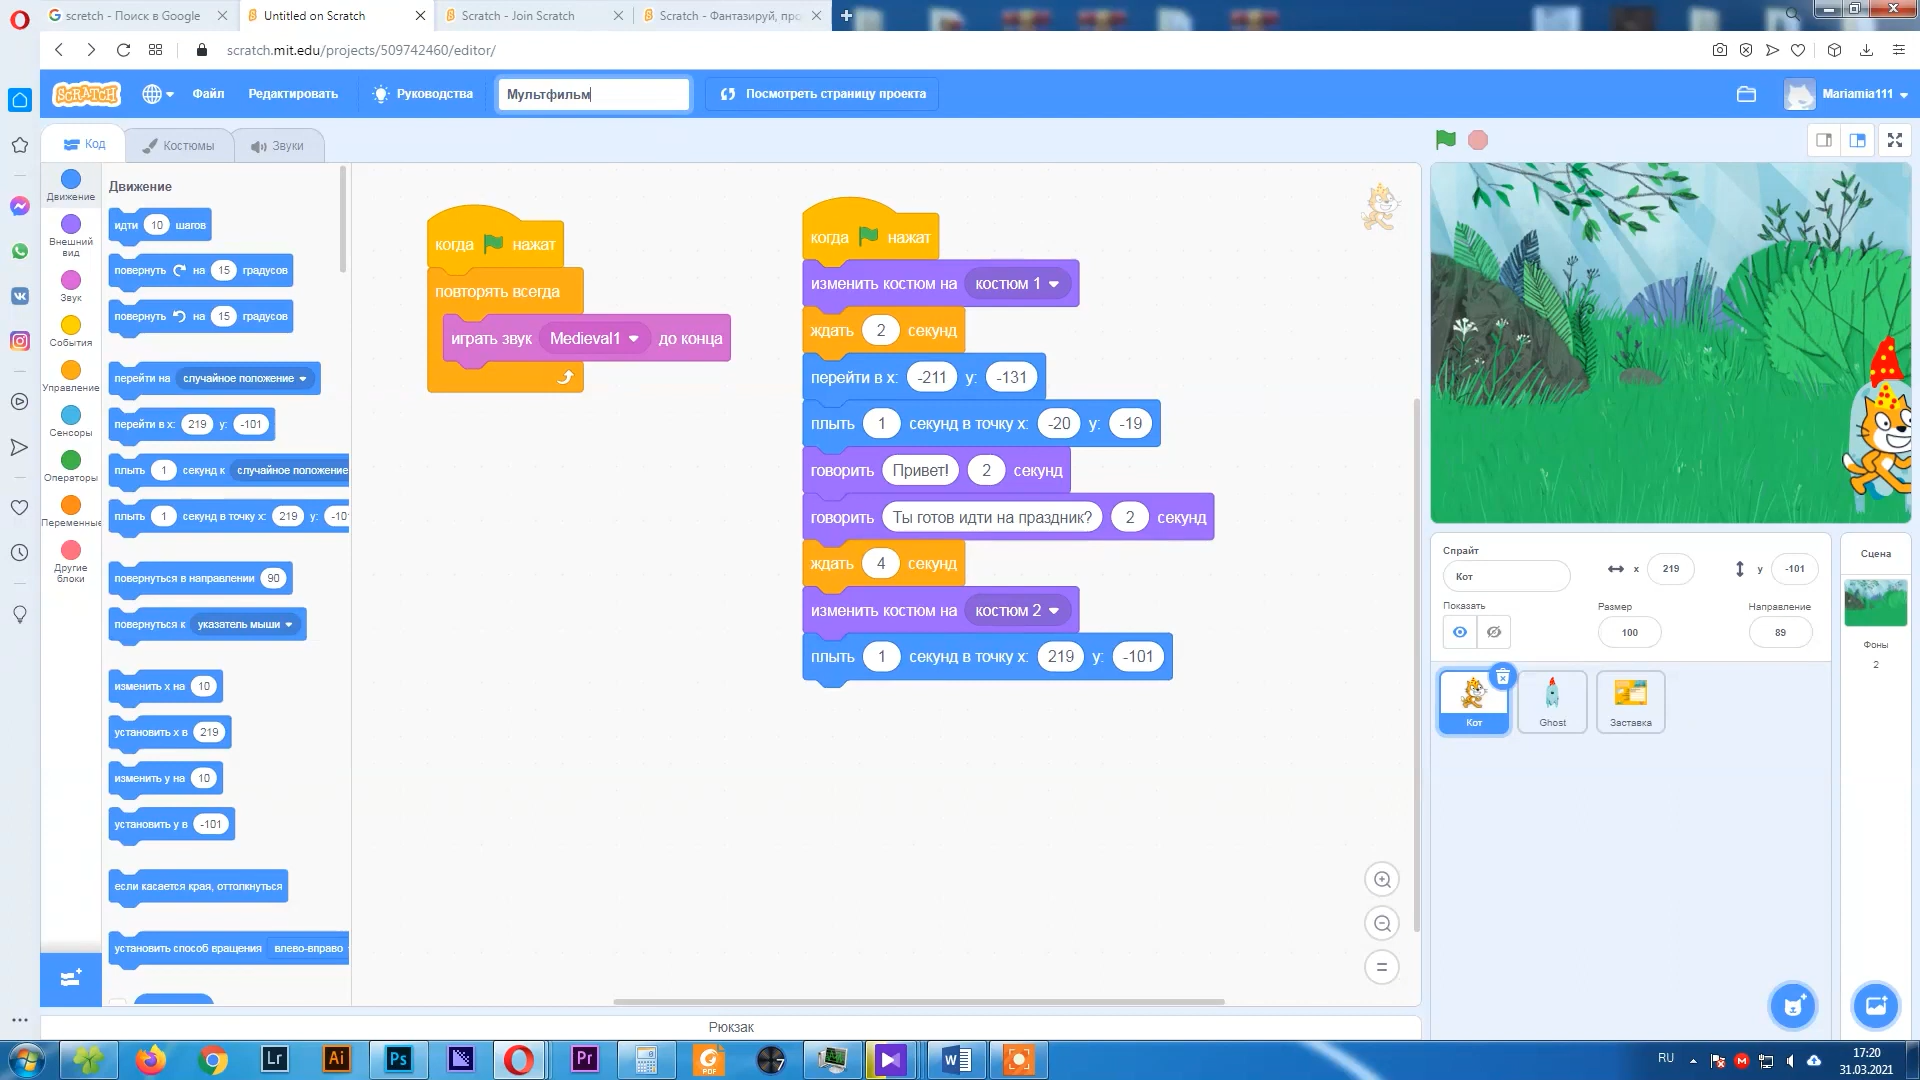 scretch - Поиск в Google
Untitled on Scratch
Scratch - Join Scratch
Scratch - Фантазируй, про
scratch.mit.edu/projects/509742460/editor/
SCRATCH
Файл
Редактировать
Руководства
Мультфильм
Посмотреть страницу проекта
Mariamia111
Код
Костюмы
Звуки
Движение
Внешний вид
Звук
События
Управление
Сенсоры
Операторы
Переменные
Другие блоки
Движение
идти 10 шагов
повернуть на 15 градусов
повернуть на 15 градусов
перейти на случайное положение
перейти в x: 219 y: -101
плыть 1 секунд к случайное положение
плыть 1 секунд в точку x: 219 y: -10
повернуться в направлении 90
повернуться к указатель мыши
изменить x на 10
установить x в 219
изменить y на 10
установить y в -101
если касается края, оттолкнуться
установить способ вращения влево-вправо
когда нажат
повторять всегда
играть звук Medieval1 до конца
когда нажат
изменить костюм на костюм 1
ждать 2 секунд
перейти в x: -211 y: -131
плыть 1 секунд в точку x: -20 y: -19
говорить Привет! 2 секунд
говорить Ты готов идти на праздник? 2 секунд
ждать 4 секунд
изменить костюм на костюм 2
плыть 1 секунд в точку x: 219 y: -101
Рюкзак
Спрайт
Кот
x 219
y -101
Показать
Размер
100
Направление
89
Кот
Ghost
Заставка
Сцена
Фоны
2
Lr
Ai
Ps
Pr
PDF
7
W
RU
17:20
31.03.2021